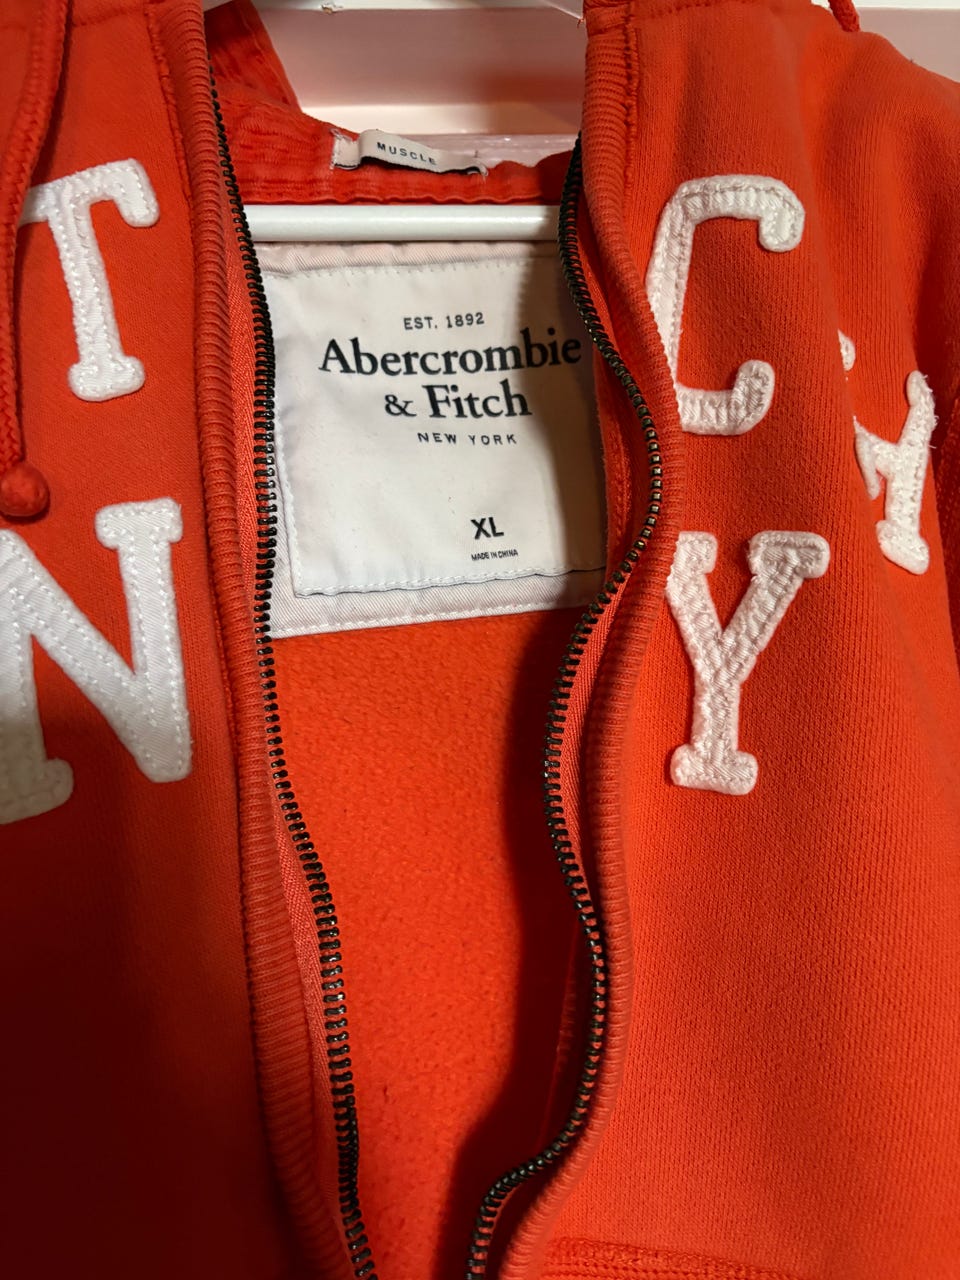 MUSCLE
EST. 1892
Abercrombie
& Fitch
NEW YORK
XL
MADE IN CHINA
T C
N Y